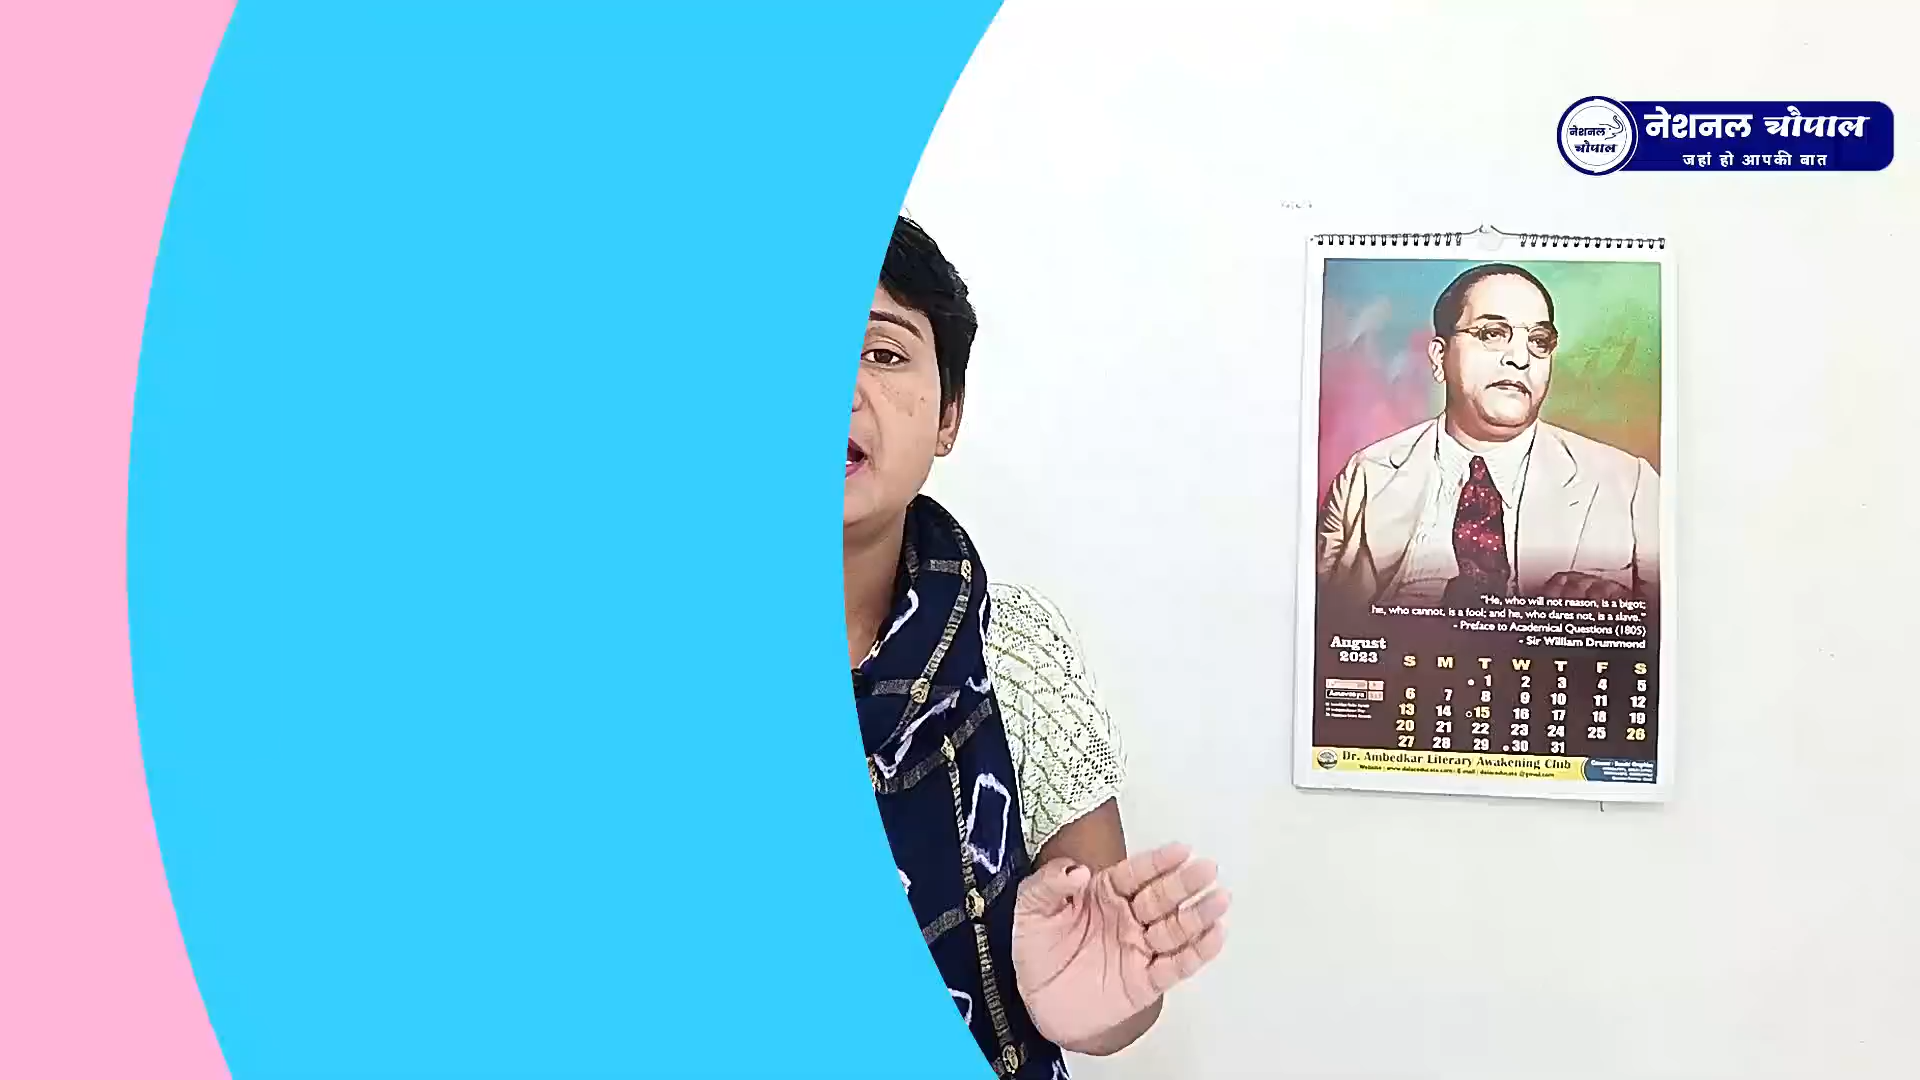 नेशनल
चौपाल
नेशनल चौपाल
जहां हो आपकी बात
"He, who will not reason, is a bigot;
he, who cannot, is a fool; and he, who dares not, is a slave."
- Preface to Academical Questions (1805)
- Sir William Drummond
August
2023
S M T W T F S
1 2 3 4 5
6 7 8 9 10 11 12
13 14 15 16 17 18 19
20 21 22 23 24 25 26
27 28 29 30 31
Amavasya
Dr. Ambedkar Literary Awakening Club